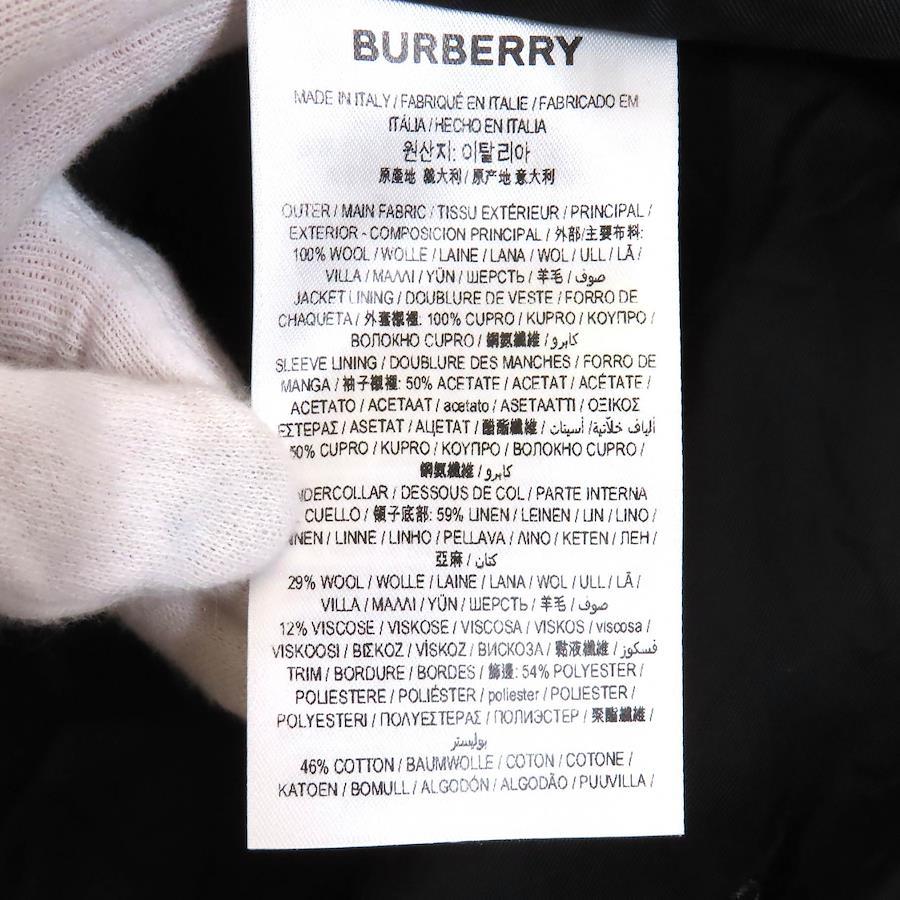 BURBERRY
MADE IN ITALY / FABRIQUÉ EN ITALIE / FABRICADO EM
ITÁLIA / HECHO EN ITALIA
원산지: 이탈리아
原產地 義大利 / 原产地 意大利
OUTER / MAIN FABRIC / TISSU EXTÉRIEUR / PRINCIPAL /
EXTERIOR - COMPOSICION PRINCIPAL / 外部/主要布料:
100% WOOL / WOLLE / LAINE / LANA / WOL / ULL / LÃ /
VILLA / ΜΑΛΛΙ / YÜN / ШЕРСТЬ / 羊毛 / صوف
JACKET LINING / DOUBLURE DE VESTE / FORRO DE
CHAQUETA / 外套襯裡: 100% CUPRO / KUPRO / ΚΟΥΠΡΟ /
ВОЛОКНО CUPRO / 銅氨纖維 / كابرو
SLEEVE LINING / DOUBLURE DES MANCHES / FORRO DE
MANGA / 袖子襯裡: 50% ACETATE / ACETAT / ACÉTATE /
ACETATO / ACETAAT / acetato / ASETAATTI / ΟΞΙΚΟΣ
ΕΣΤΕΡΑΣ / ASETAT / АЦЕТАТ / 醋酯纖維 / ألياف خلاّتية/ أسيتات
50% CUPRO / KUPRO / ΚΟΥΠΡΟ / ВОЛОКНО CUPRO /
銅氨纖維 / كابرو
NDERCOLLAR / DESSOUS DE COL / PARTE INTERNA
CUELLO / 領子底部: 59% LINEN / LEINEN / LIN / LINO /
NEN / LINNE / LINHO / PELLAVA / ΛΙΝΟ / KETEN / ЛЕН /
亞麻 / كتان
29% WOOL / WOLLE / LAINE / LANA / WOL / ULL / LÃ /
VILLA / ΜΑΛΛΙ / YÜN / ШЕРСТЬ / 羊毛 / صوف
12% VISCOSE / VISKOSE / VISCOSA / VISKOS / viscosa /
VISKOOSI / ΒΙΣΚΟΖ / VİSKOZ / ВИСКОЗА / 黏液纖維 / فسكوز
TRIM / BORDURE / BORDES / 飾邊: 54% POLYESTER /
POLIESTERE / POLIÉSTER / poliester / POLIESTER /
POLYESTERI / ΠΟΛΥΕΣΤΕΡΑΣ / ПОЛИЭСТЕР / 聚酯纖維 /
بوليستر
46% COTTON / BAUMWOLLE / COTON / COTONE /
KATOEN / BOMULL / ALGODÓN / ALGODÃO / PUUVILLA /